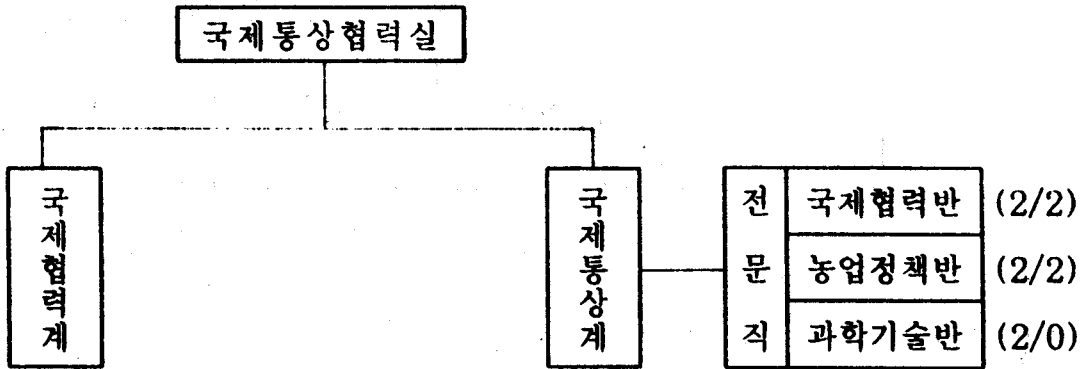 국제통상협력실
국제협력계
국제통상계
전문직
국제협력반 (2/2)
농업정책반 (2/2)
과학기술반 (2/0)